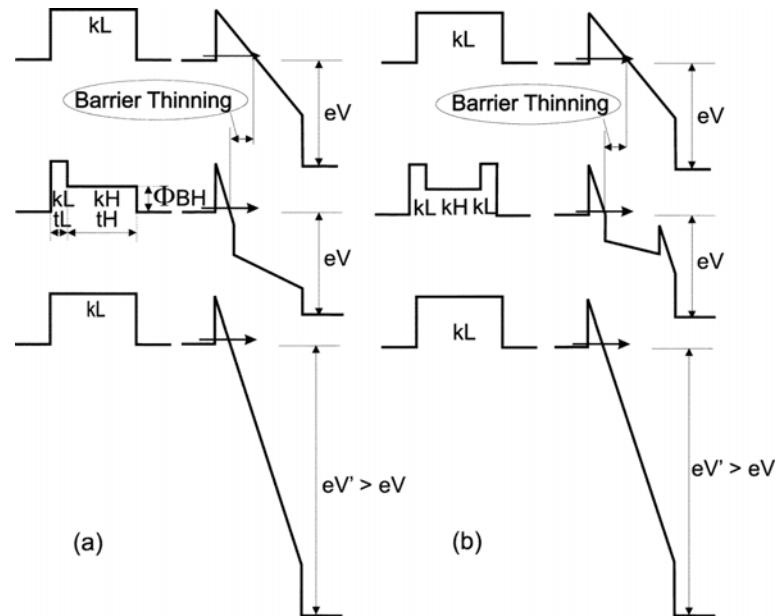 kL
Barrier Thinning
eV
kL kH ΦBH
tL tH
eV
kL
eV' > eV
(a)
kL
Barrier Thinning
eV
kL kH kL
eV
kL
eV' > eV
(b)